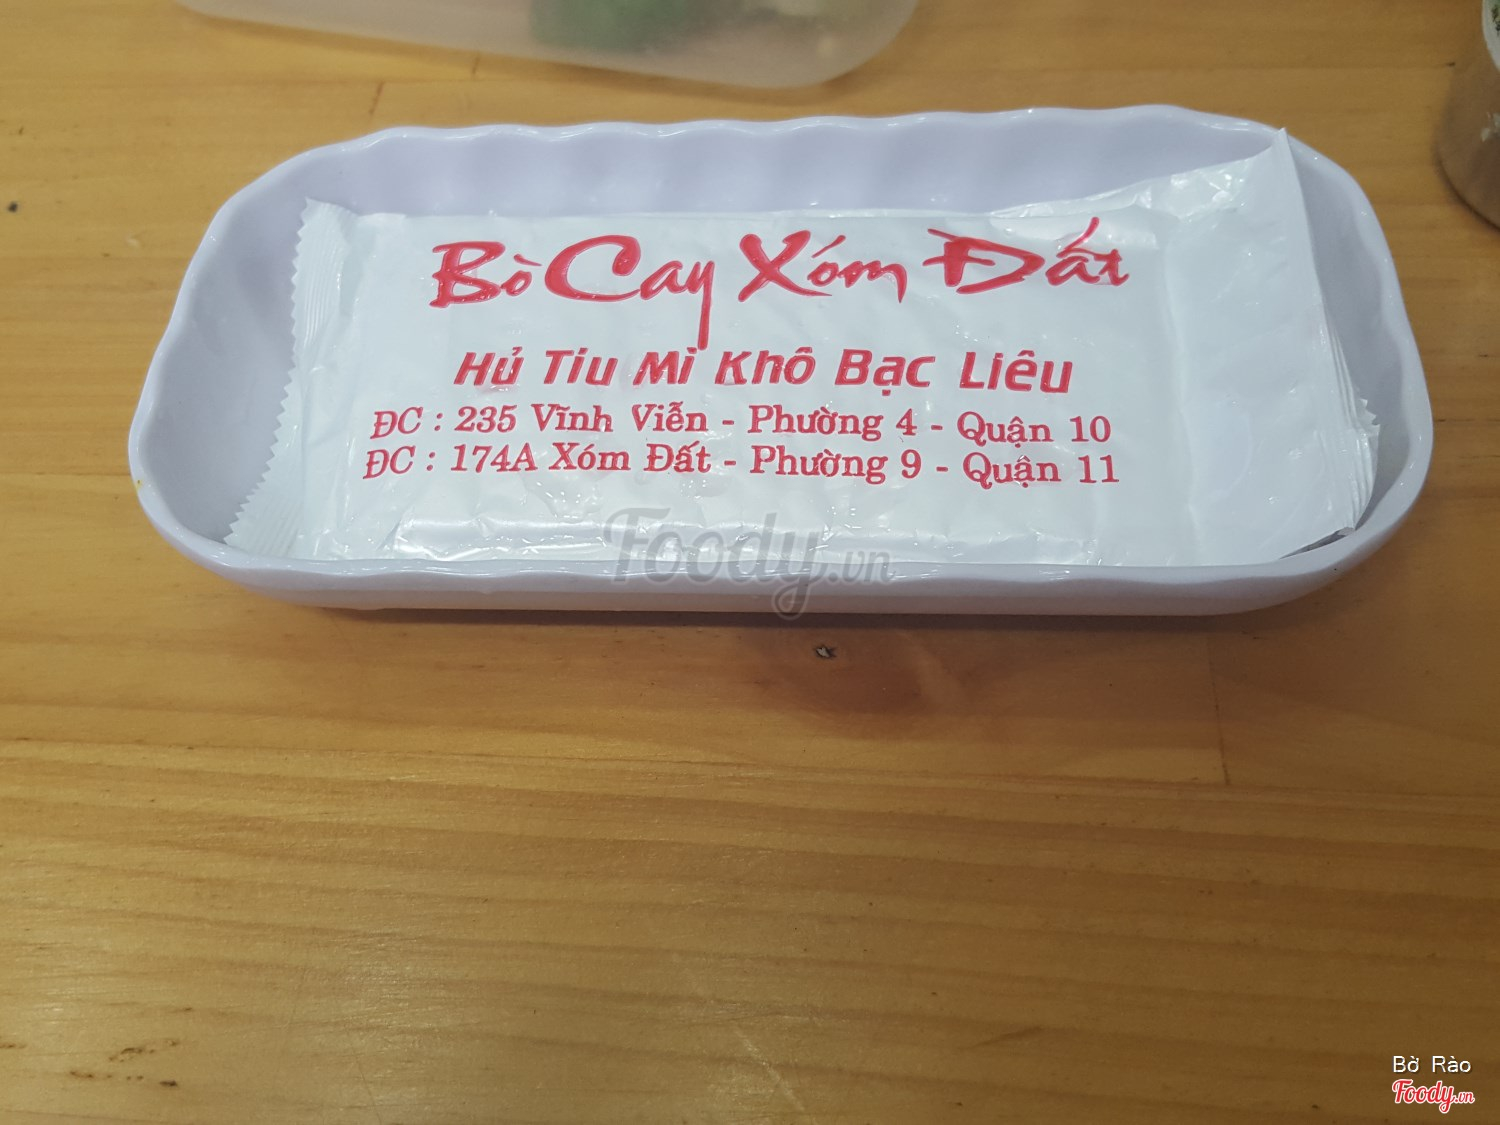 Bò Cay Xóm Đất
Hủ Tíu Mì Khô Bạc Liêu
ĐC : 235 Vĩnh Viễn - Phường 4 - Quận 10
ĐC : 174A Xóm Đất - Phường 9 - Quận 11
Foody.vn
Bờ Rào
Foody.vn